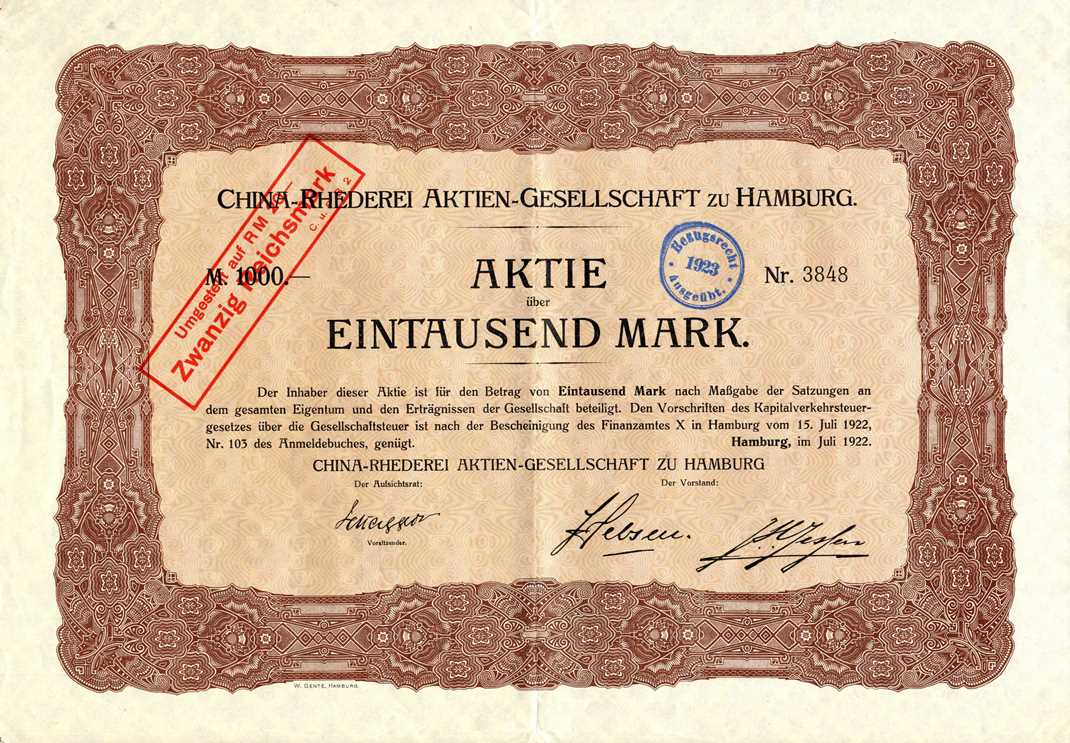 CHINA-RHEDEREI AKTIEN-GESELLSCHAFT ZU HAMBURG.
Umgestellt auf RM 20.—
Zwanzig Reichsmark
M. 1000.—
AKTIE
Nr. 3848
Bezugsrecht
1923
ausgeübt.
über
EINTAUSEND MARK.
Der Inhaber dieser Aktie ist für den Betrag von Eintausend Mark nach Maßgabe der Satzungen an
dem gesamten Eigentum und den Erträgnissen der Gesellschaft beteiligt. Den Vorschriften des Kapitalverkehrsteuer-
gesetzes über die Gesellschaftsteuer ist nach der Bescheinigung des Finanzamtes X in Hamburg vom 15. Juli 1922,
Nr. 103 des Anmeldebuches, genügt.
Hamburg, im Juli 1922.
CHINA-RHEDEREI AKTIEN-GESELLSCHAFT ZU HAMBURG
Der Aufsichtsrat:
Der Vorstand:
Vorsitzender.
W. GENTE, HAMBURG.